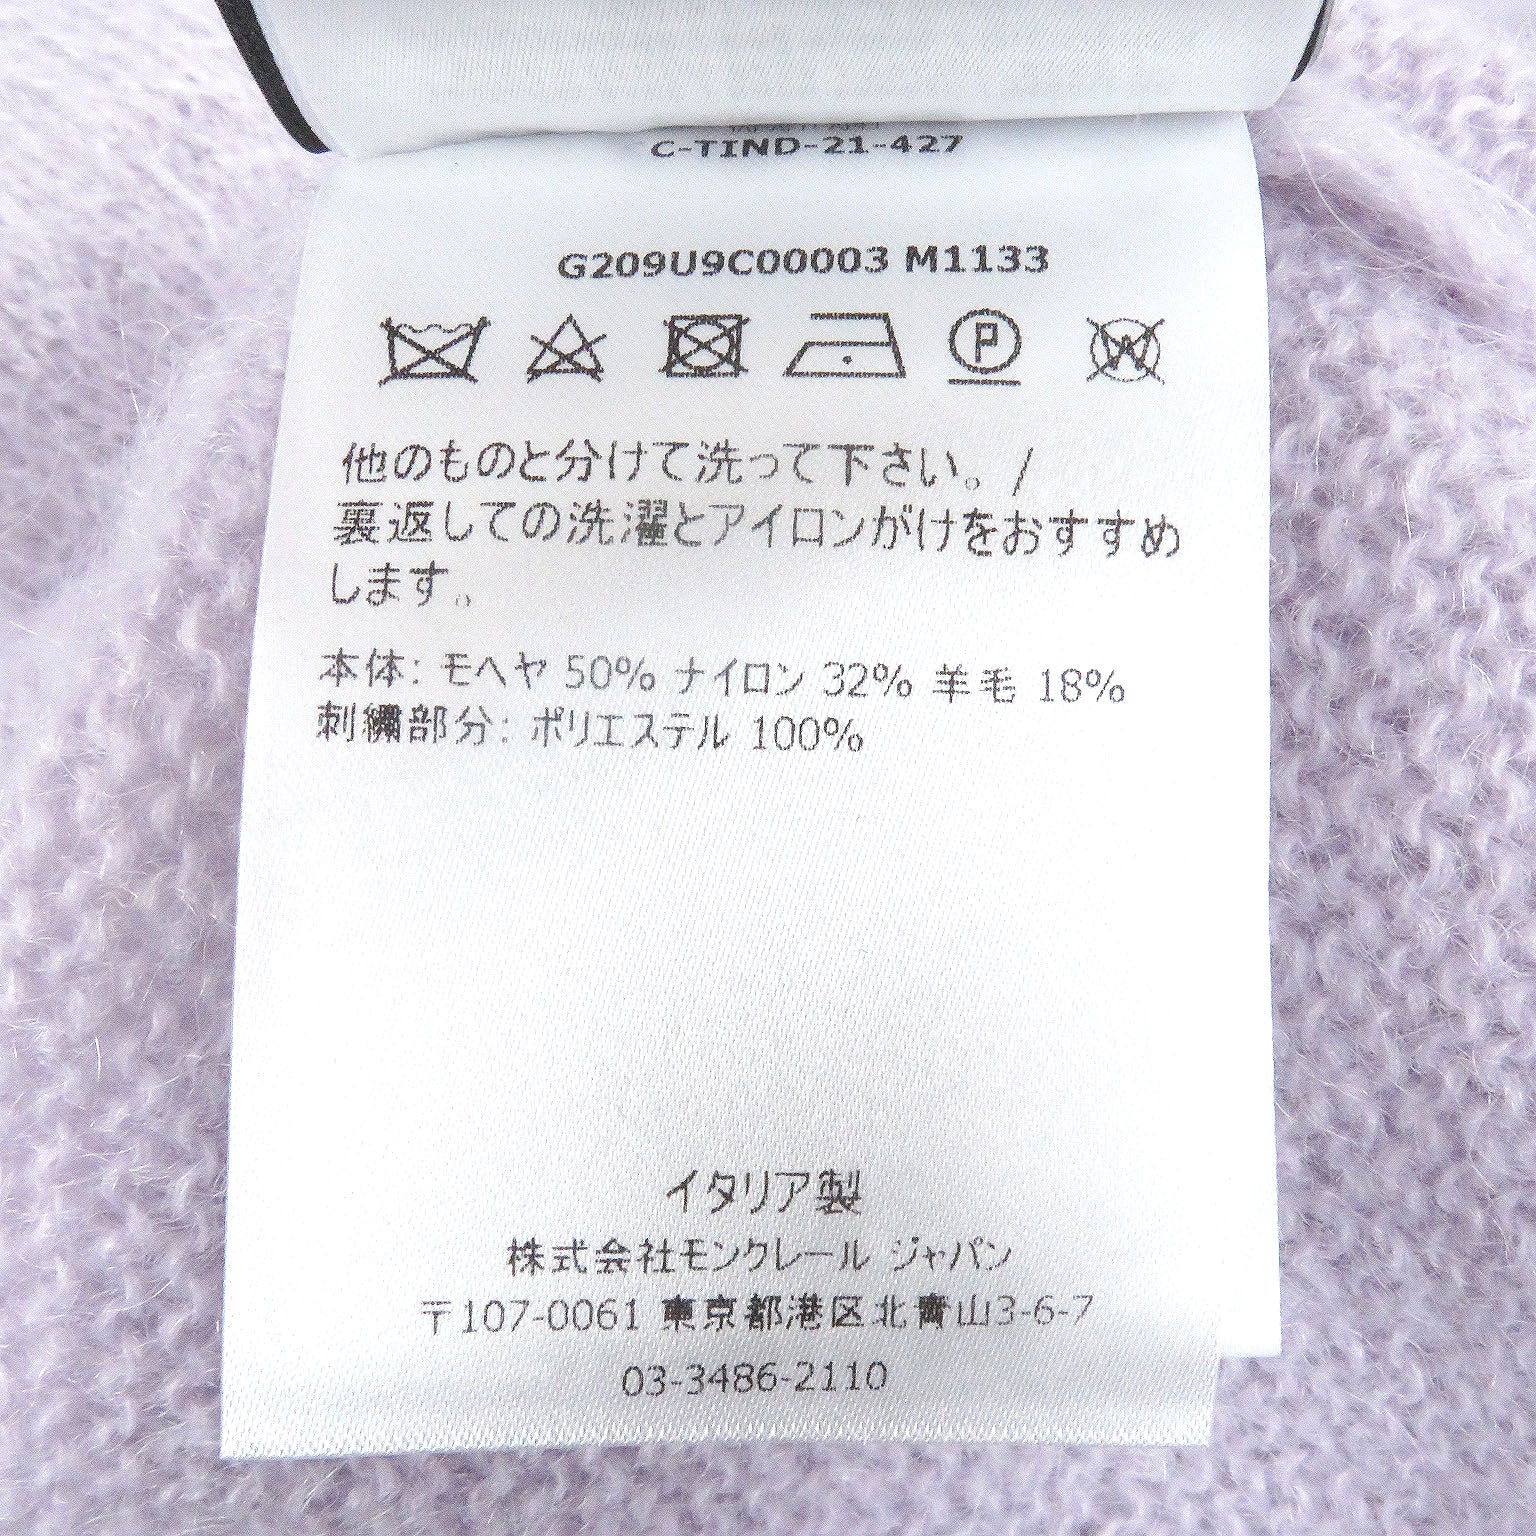 C-TIND-21-427
G209U9C00003 M1133
P
W
他のものと分けて洗って下さい。/
裏返しての洗濯とアイロンがけをおすすめ
します。
本体: モヘヤ 50% ナイロン 32% 羊毛 18%
刺繍部分: ポリエステル 100%
イタリア製
株式会社モンクレール ジャパン
〒107-0061 東京都港区北青山3-6-7
03-3486-2110